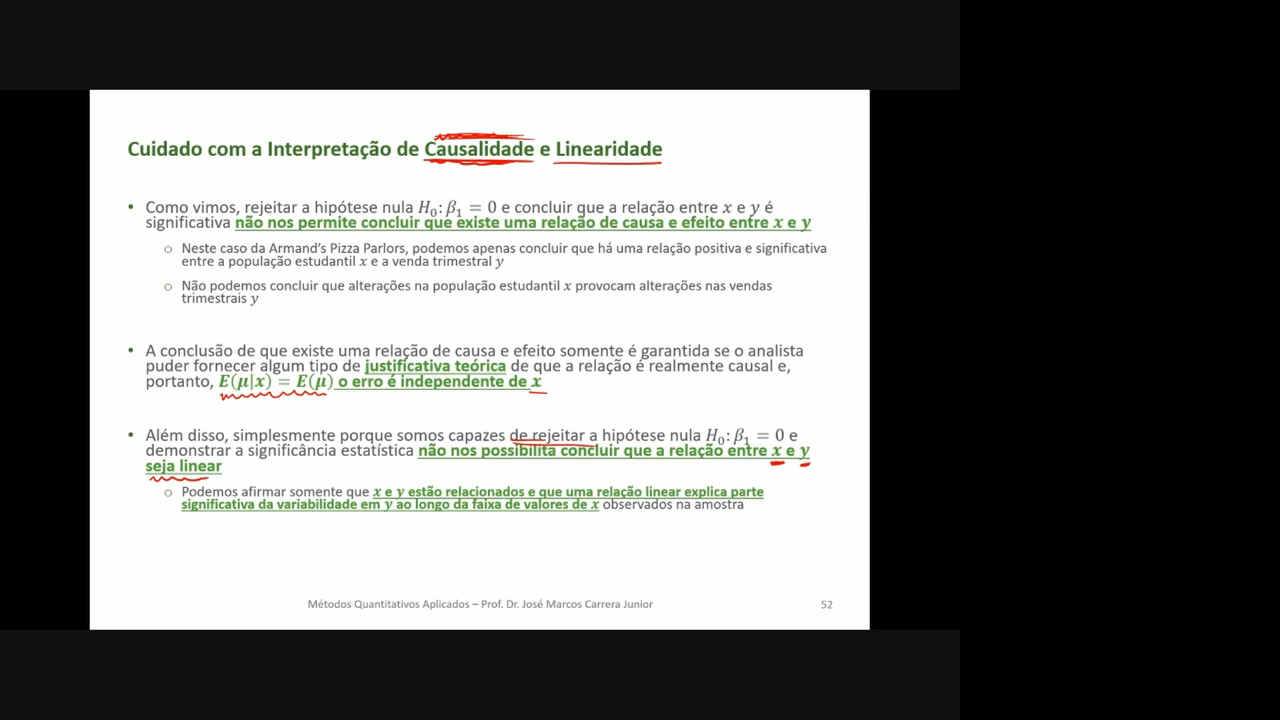 Cuidado com a Interpretação de Causalidade e Linearidade
• Como vimos, rejeitar a hipótese nula H₀: β₁ = 0 e concluir que a relação entre x e y é
significativa não nos permite concluir que existe uma relação de causa e efeito entre x e y
o Neste caso da Armand's Pizza Parlors, podemos apenas concluir que há uma relação positiva e significativa
entre a população estudantil x e a venda trimestral y
o Não podemos concluir que alterações na população estudantil x provocam alterações nas vendas
trimestrais y
• A conclusão de que existe uma relação de causa e efeito somente é garantida se o analista
puder fornecer algum tipo de justificativa teórica de que a relação é realmente causal e,
portanto, E(μ|x) = E(μ) o erro é independente de x
• Além disso, simplesmente porque somos capazes de rejeitar a hipótese nula H₀: β₁ = 0 e
demonstrar a significância estatística não nos possibilita concluir que a relação entre x e y
seja linear
o Podemos afirmar somente que x e y estão relacionados e que uma relação linear explica parte
significativa da variabilidade em y ao longo da faixa de valores de x observados na amostra
Métodos Quantitativos Aplicados – Prof. Dr. José Marcos Carrera Junior
52